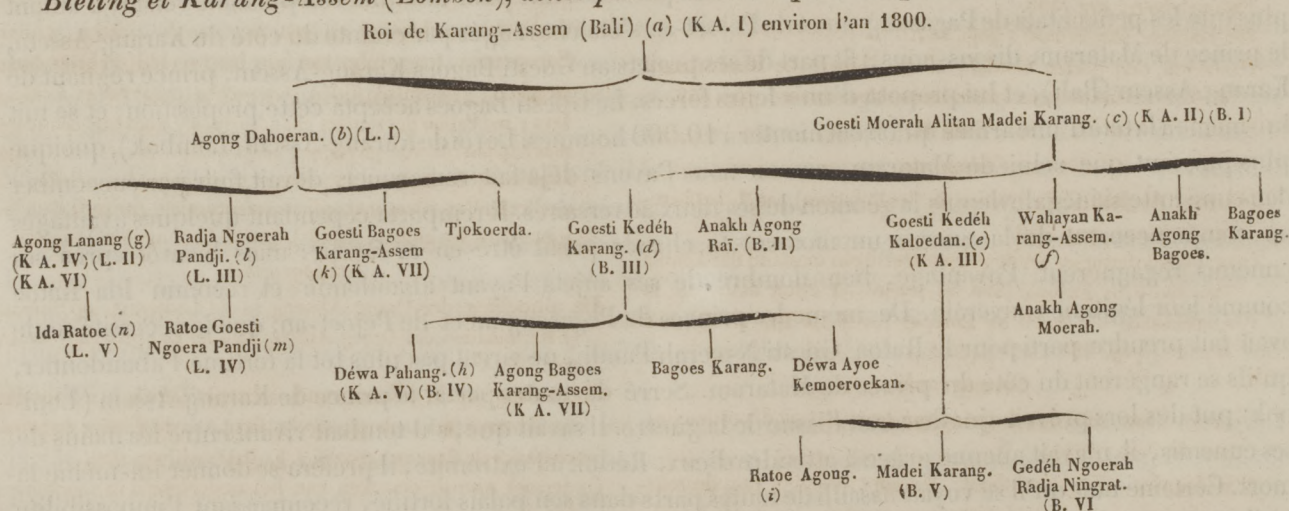 Bleling et Karang-Assem (Lombok),
Roi de Karang-Assem (Bali) (a) (K A. I) environ l'an 1800.
Agong Dahoeran. (b) (L. I)
Goesti Moerah Alitan Madei Karang. (c) (K A. II) (B. I)
Agong Lanang (g)
(K A. IV) (L. II)
(K A. VI)
Radja Ngoerah
Pandji. (l)
(L. III)
Goesti Bagoes
Karang-Assem
(k) (K A. VII)
Tjokoerda.
Goesti Kedéh
Karang. (d)
(B. III)
Anakh Agong
Raï. (B. II)
Goesti Kedéh
Kaloedan. (e)
(K A. III)
Wahayan Ka-
rang-Assem
(f)
Anakh
Agong
Bagoes.
Bagoes
Karang.
Ida Ratoe (n)
(L. V)
Ratoe Goesti
Ngoera Pandji (m)
(L. IV)
Anakh Agong
Moerah.
Déwa Pahang. (h)
(K A. V) (B. IV)
Agong Bagoes
Karang-Assem.
(K A. VII)
Bagoes Karang.
Déwa Ayoe
Kemoeroekan.
Ratoe Agong.
(i)
Madei Karang.
(B. V)
Gedéh Ngoerah
Radja Ningrat.
(B. VI